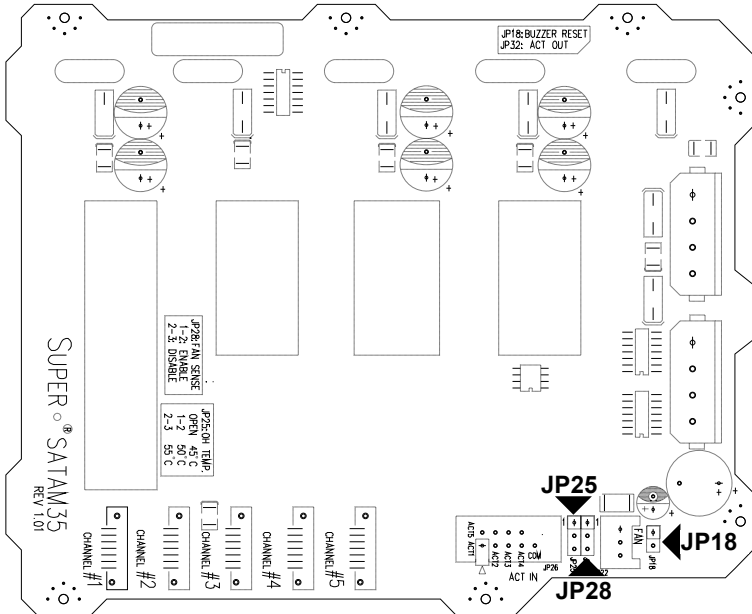 JP18:BUZZER RESET
JP32: ACT OUT
JP28:FAN SENSE
1-2: ENABLE
2-3: DISABLE
JP25:OH TEMP.
OPEN 45°C
1-2 50°C
2-3 55°C
SUPER ® SATAM35
REV 1.01
CHANNEL #1
CHANNEL #2
CHANNEL #3
CHANNEL #4
CHANNEL #5
JP25
JP18
JP28
ACT5
ACT1
ACT2
ACT3
ACT4
COM
JP26
ACT IN
1
1
FAN
JP18